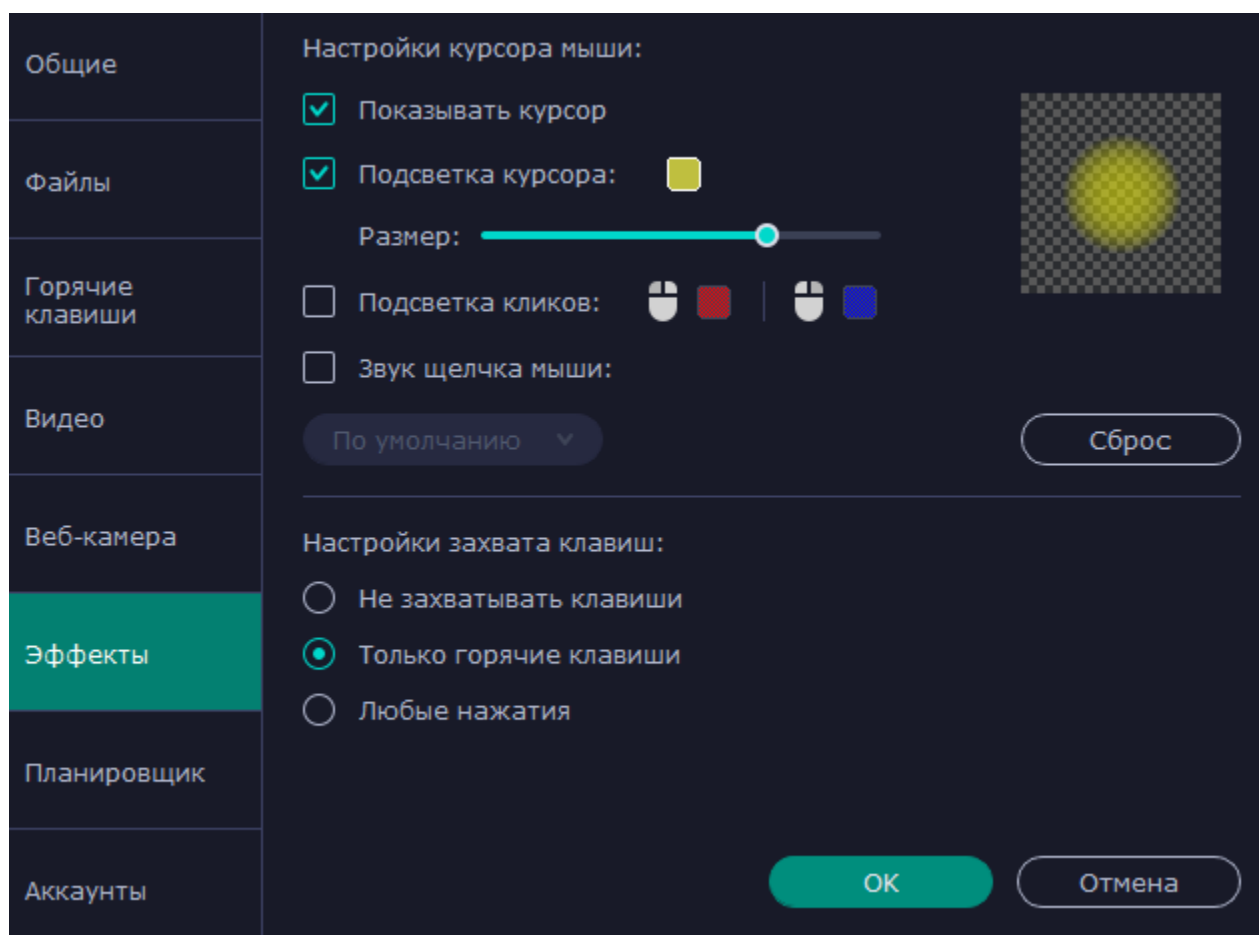 Общие
Файлы
Горячие
клавиши
Видео
Веб-камера
Эффекты
Планировщик
Аккаунты
Настройки курсора мыши:
Показывать курсор
Подсветка курсора:
Размер:
Подсветка кликов:
Звук щелчка мыши:
По умолчанию
Сброс
Настройки захвата клавиш:
Не захватывать клавиши
Только горячие клавиши
Любые нажатия
OK
Отмена